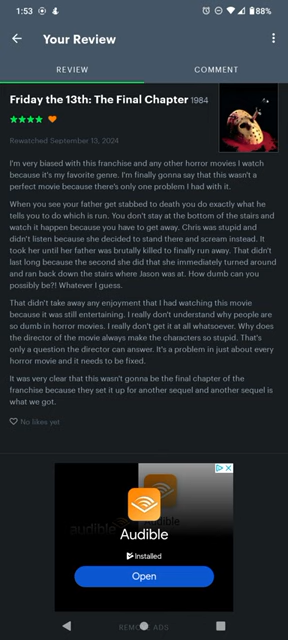 1:53 88%
Your Review
REVIEW COMMENT
Friday the 13th: The Final Chapter 1984
Rewatched September 13, 2024
I'm very biased with this franchise and any other horror movies I watch
because it's my favorite genre. I'm finally gonna say that this wasn't a
perfect movie because there's only one problem I had with it.
When you see your father get stabbed to death you do exactly what he
tells you to do which is run. You don't stay at the bottom of the stairs and
watch it happen because you have to get away. Chris was stupid and
didn't listen because she decided to stand there and scream instead. It
took her until her father was brutally killed to finally run away. That didn't
last long because the second she did that she immediately turned around
and ran back down the stairs where Jason was at. How dumb can you
possibly be?! Whatever I guess.
That didn't take away any enjoyment that I had watching this movie
because it was still entertaining. I really don't understand why people are
so dumb in horror movies. I really don't get it at all whatsoever. Why does
the director of the movie always make the characters so stupid. That's
only a question the director can answer. It's a problem in just about every
horror movie and it needs to be fixed.
It was very clear that this wasn't gonna be the final chapter of the
franchise because they set it up for another sequel and another sequel is
what we got.
No likes yet
audible
Audible
Installed
Open
REMOVE ADS